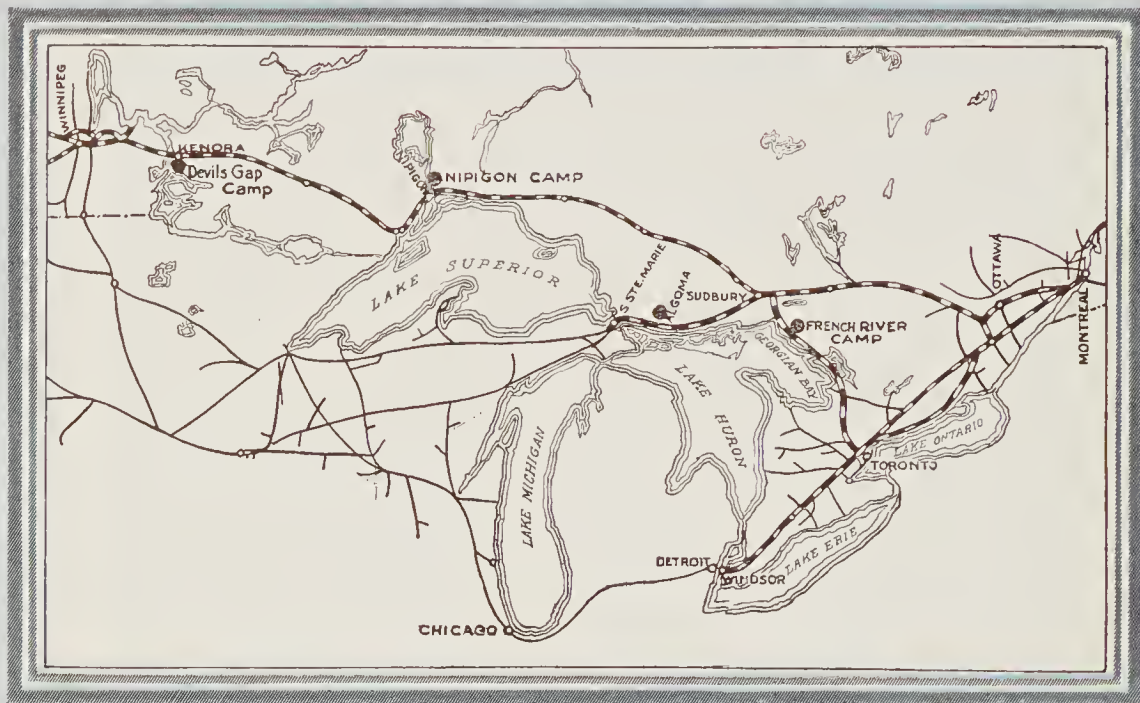 WINNIPEG
KENORA
Devils Gap
Camp
NIPIGON
NIPIGON CAMP
LAKE SUPERIOR
S STE. MARIE
ALGOMA
SUDBURY
FRENCH RIVER
CAMP
GEORGIAN BAY
OTTAWA
MONTREAL
LAKE HURON
LAKE MICHIGAN
LAKE ONTARIO
TORONTO
LAKE ERIE
DETROIT
WINDSOR
CHICAGO